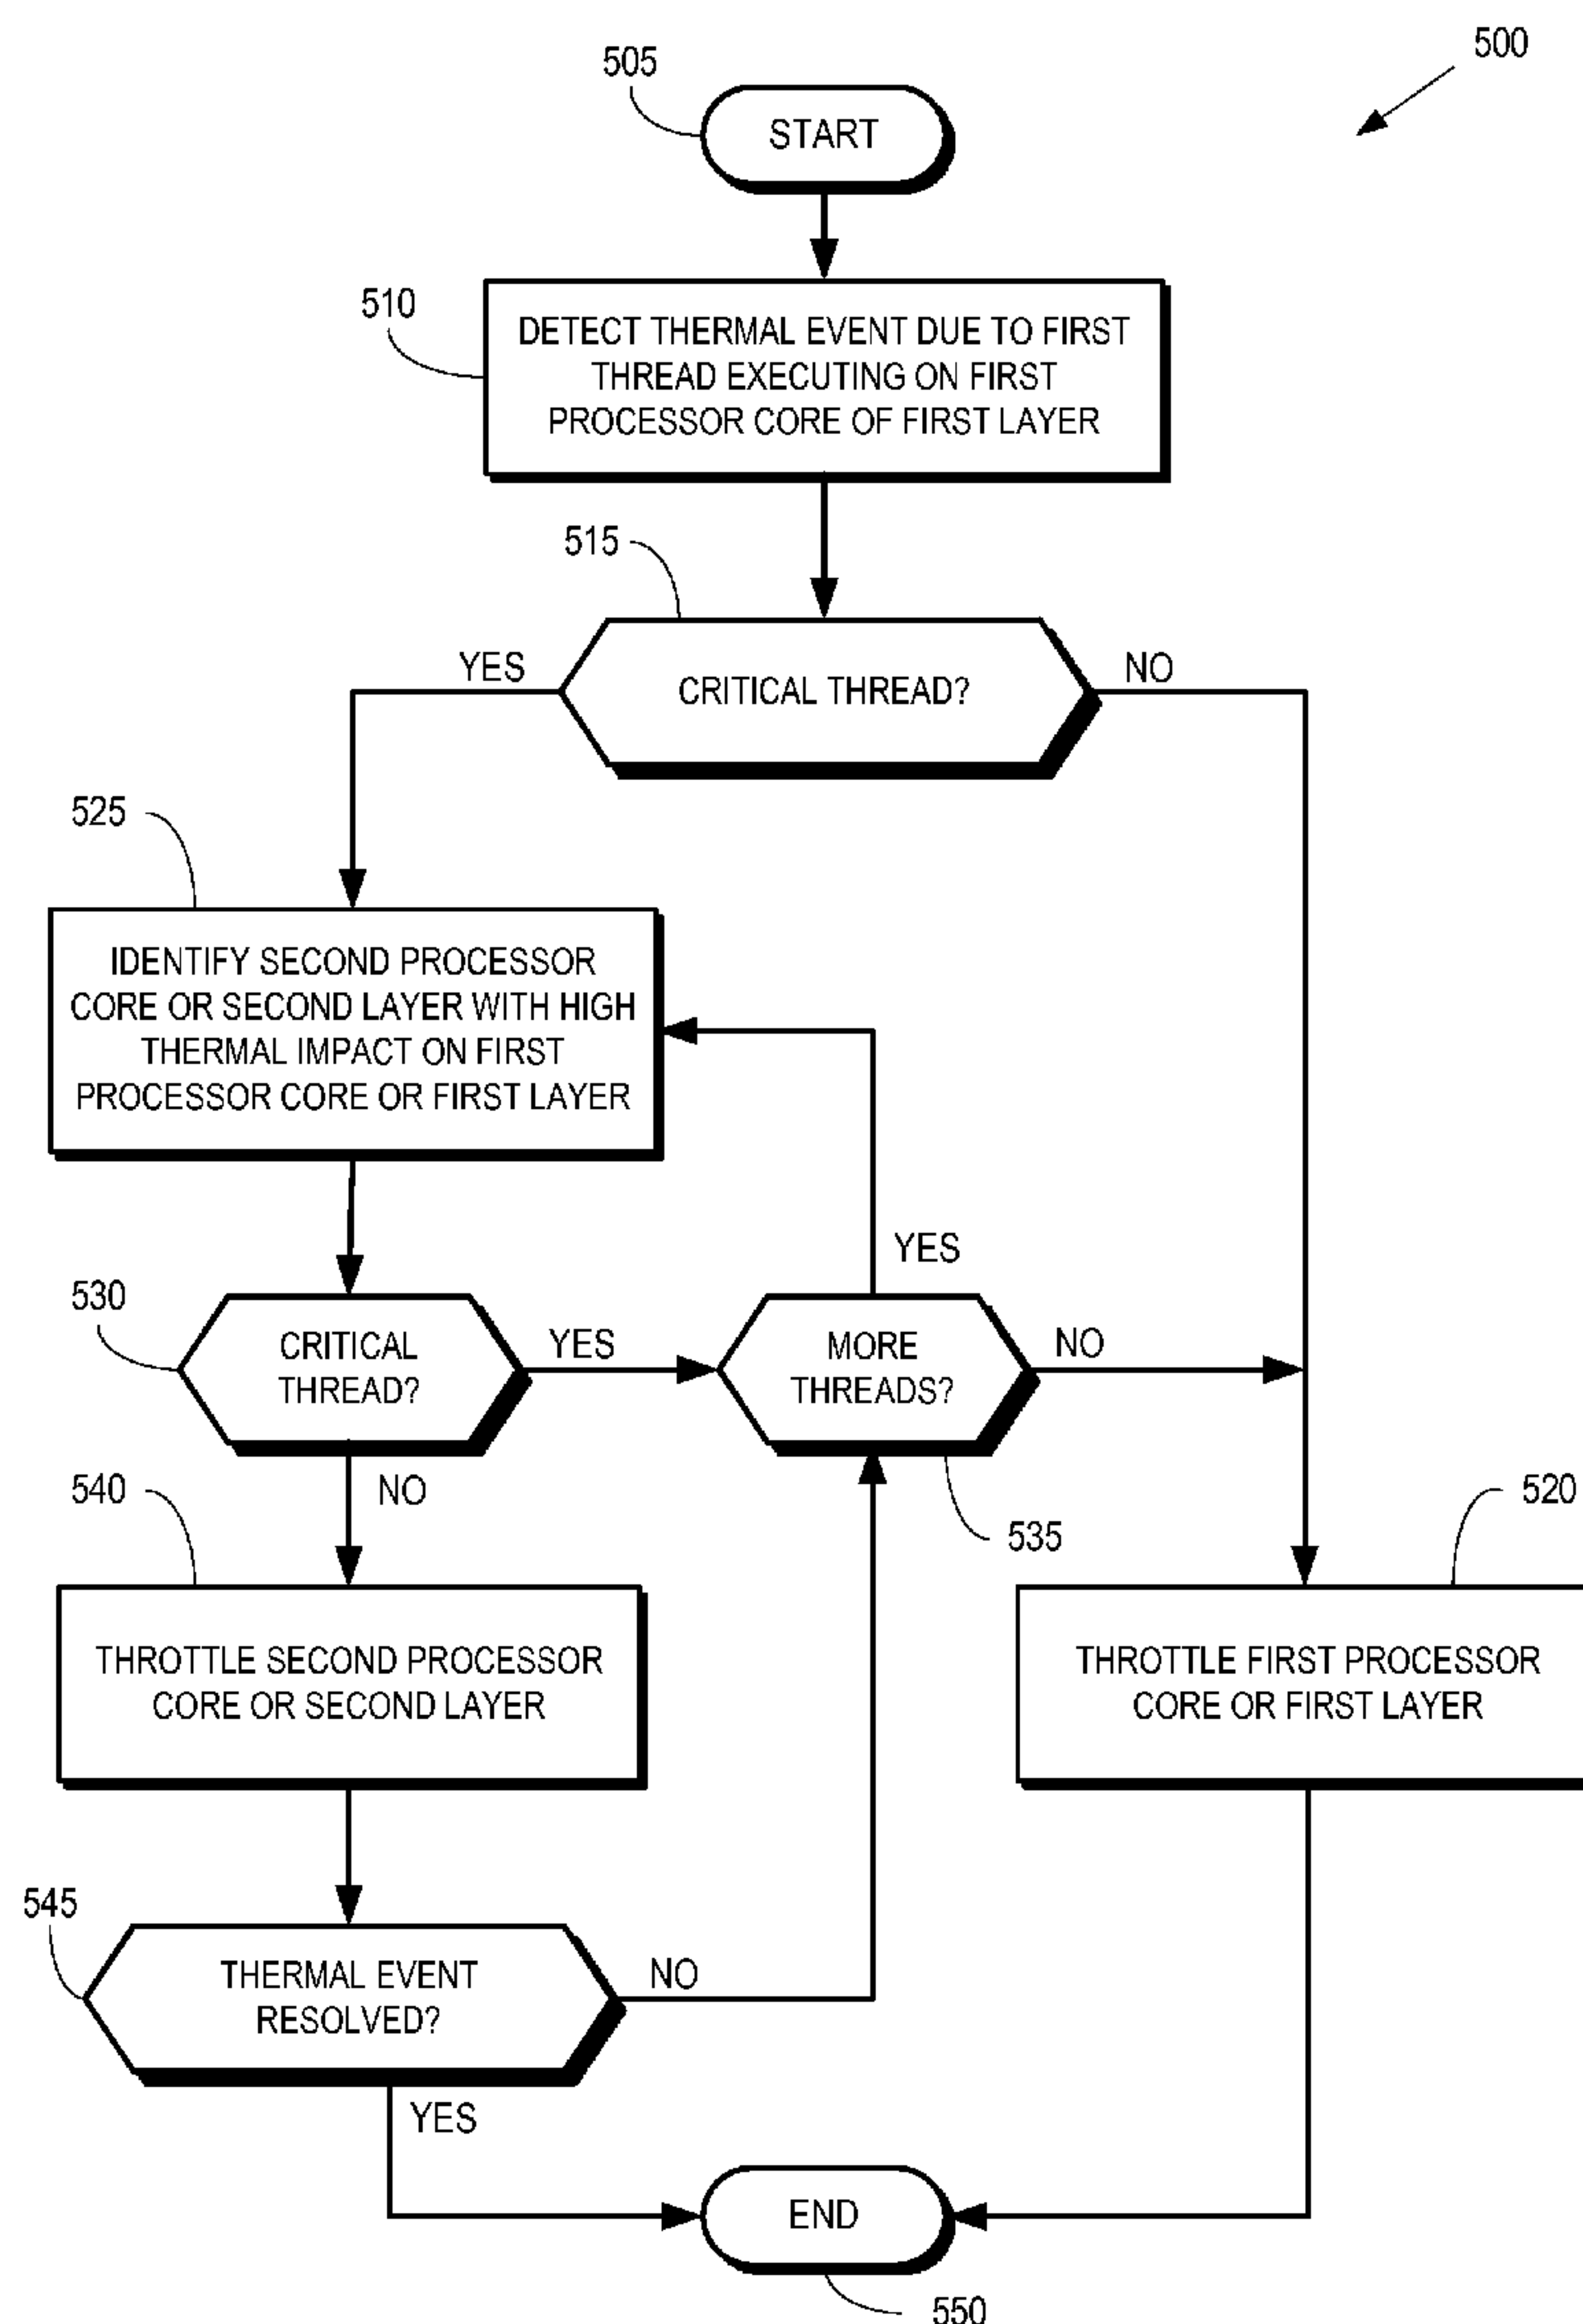 500
505
START
510
DETECT THERMAL EVENT DUE TO FIRST
THREAD EXECUTING ON FIRST
PROCESSOR CORE OF FIRST LAYER
515
YES
CRITICAL THREAD?
NO
525
IDENTIFY SECOND PROCESSOR
CORE OR SECOND LAYER WITH HIGH
THERMAL IMPACT ON FIRST
PROCESSOR CORE OR FIRST LAYER
YES
530
CRITICAL
THREAD?
YES
MORE
THREADS?
NO
540
NO
535
520
THROTTLE SECOND PROCESSOR
CORE OR SECOND LAYER
THROTTLE FIRST PROCESSOR
CORE OR FIRST LAYER
545
THERMAL EVENT
RESOLVED?
NO
YES
END
550